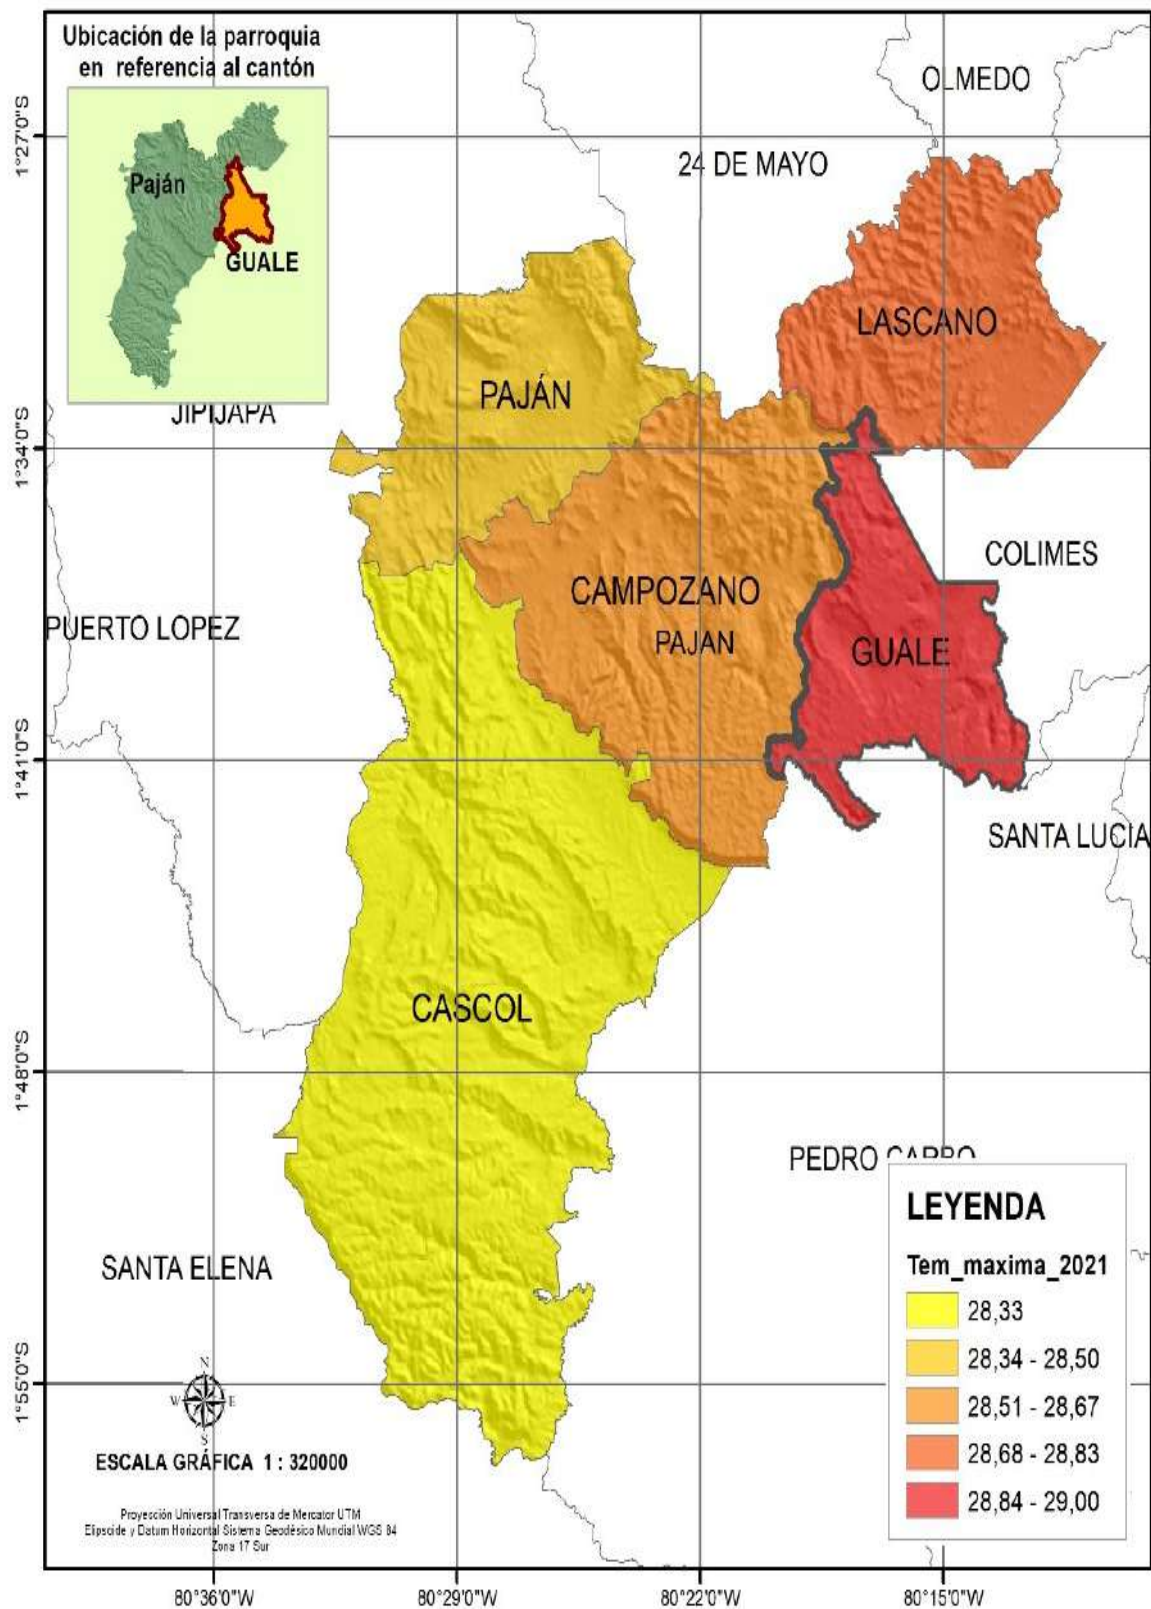 Ubicación de la parroquia
en referencia al cantón
Paján
GUALE
OLMEDO
24 DE MAYO
LASCANO
PAJÁN
JIPIJAPA
COLIMES
CAMPOZANO
PAJAN
PUERTO LOPEZ
GUALE
SANTA LUCIA
CASCOL
PEDRO CARBO
SANTA ELENA
LEYENDA
Tem_maxima_2021
28,33
28,34 - 28,50
28,51 - 28,67
28,68 - 28,83
28,84 - 29,00
N
W E
S
ESCALA GRÁFICA 1 : 320000
Proyección Universal Transversa de Mercator UTM
Elipsoide y Datum Horizontal Sistema Geodésico Mundial WGS 84
Zona 17 Sur
1°27'0"S
1°34'0"S
1°41'0"S
1°48'0"S
1°55'0"S
80°36'0"W
80°29'0"W
80°22'0"W
80°15'0"W